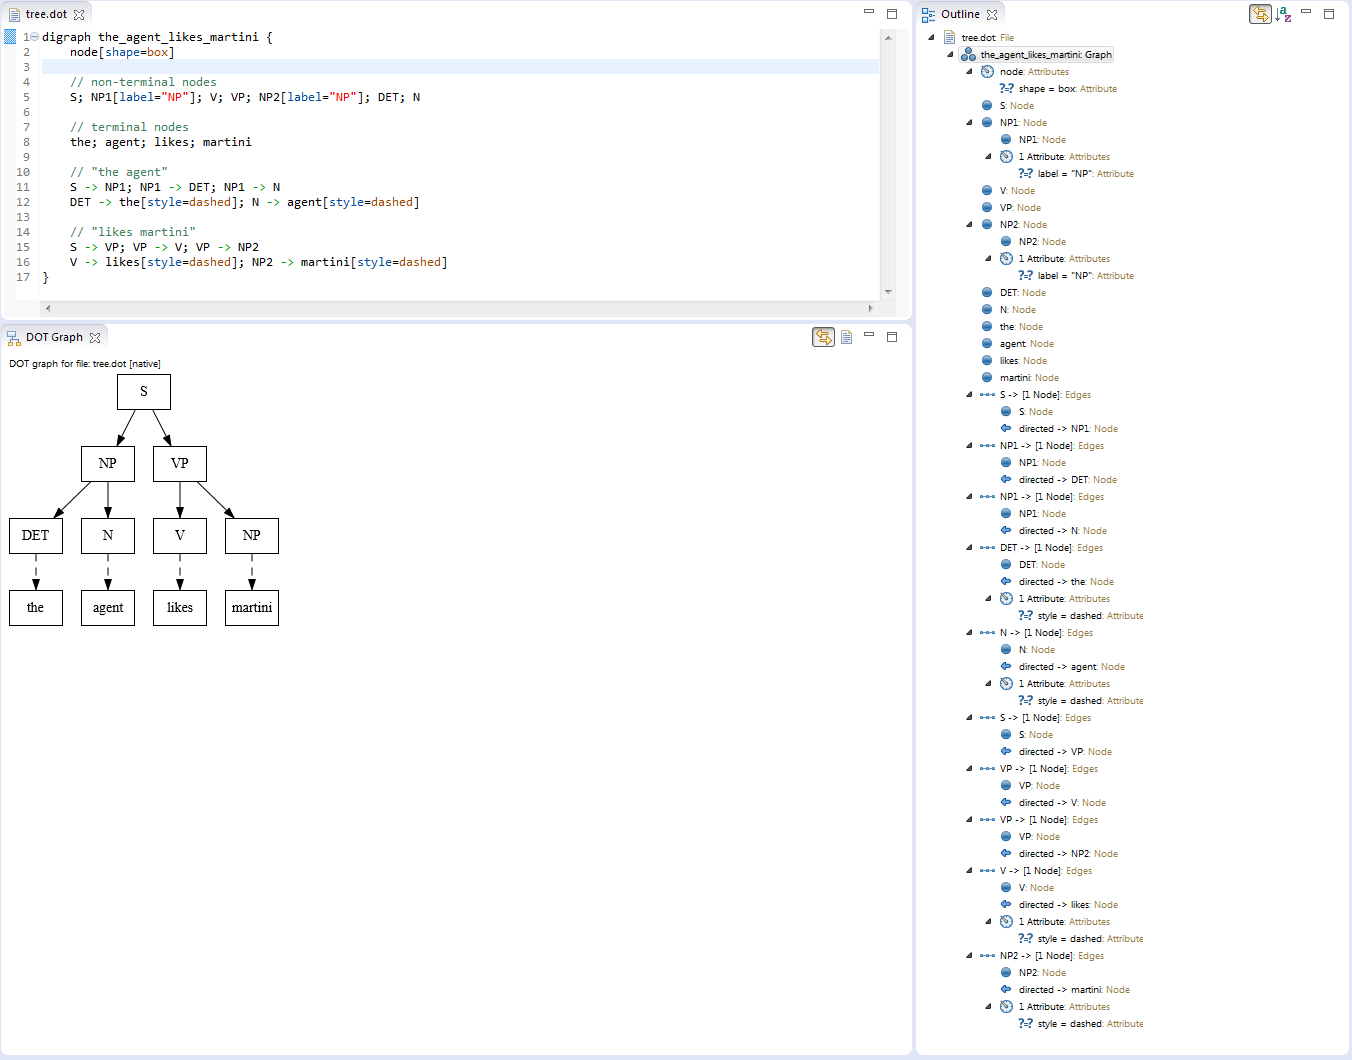 tree.dot
1 digraph the_agent_likes_martini {
2     node[shape=box]
3
4     // non-terminal nodes
5     S; NP1[label="NP"]; V; VP; NP2[label="NP"]; DET; N
6
7     // terminal nodes
8     the; agent; likes; martini
9
10     // "the agent"
11     S -> NP1; NP1 -> DET; NP1 -> N
12     DET -> the[style=dashed]; N -> agent[style=dashed]
13
14     // "likes martini"
15     S -> VP; VP -> V; VP -> NP2
16     V -> likes[style=dashed]; NP2 -> martini[style=dashed]
17 }
DOT Graph
DOT graph for file: tree.dot [native]
S
NP VP
DET N V NP
the agent likes martini
Outline
tree.dot: File
the_agent_likes_martini: Graph
node: Attributes
?=? shape = box: Attribute
S: Node
NP1: Node
NP1: Node
1 Attribute: Attributes
?=? label = "NP": Attribute
V: Node
VP: Node
NP2: Node
NP2: Node
1 Attribute: Attributes
?=? label = "NP": Attribute
DET: Node
N: Node
the: Node
agent: Node
likes: Node
martini: Node
S -> [1 Node]: Edges
S: Node
directed -> NP1: Node
NP1 -> [1 Node]: Edges
NP1: Node
directed -> DET: Node
NP1 -> [1 Node]: Edges
NP1: Node
directed -> N: Node
DET -> [1 Node]: Edges
DET: Node
directed -> the: Node
1 Attribute: Attributes
?=? style = dashed: Attribute
N -> [1 Node]: Edges
N: Node
directed -> agent: Node
1 Attribute: Attributes
?=? style = dashed: Attribute
S -> [1 Node]: Edges
S: Node
directed -> VP: Node
VP -> [1 Node]: Edges
VP: Node
directed -> V: Node
VP -> [1 Node]: Edges
VP: Node
directed -> NP2: Node
V -> [1 Node]: Edges
V: Node
directed -> likes: Node
1 Attribute: Attributes
?=? style = dashed: Attribute
NP2 -> [1 Node]: Edges
NP2: Node
directed -> martini: Node
1 Attribute: Attributes
?=? style = dashed: Attribute